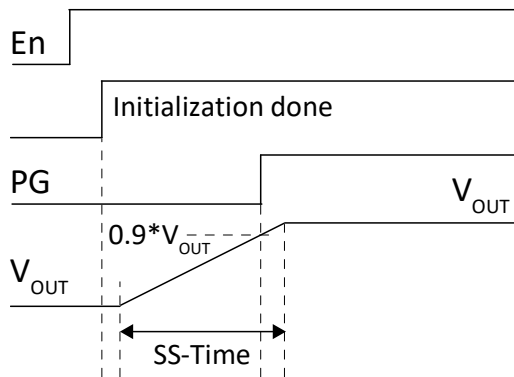 En
Initialization done
PG
V_OUT
0.9*V_OUT
V_OUT
SS-Time